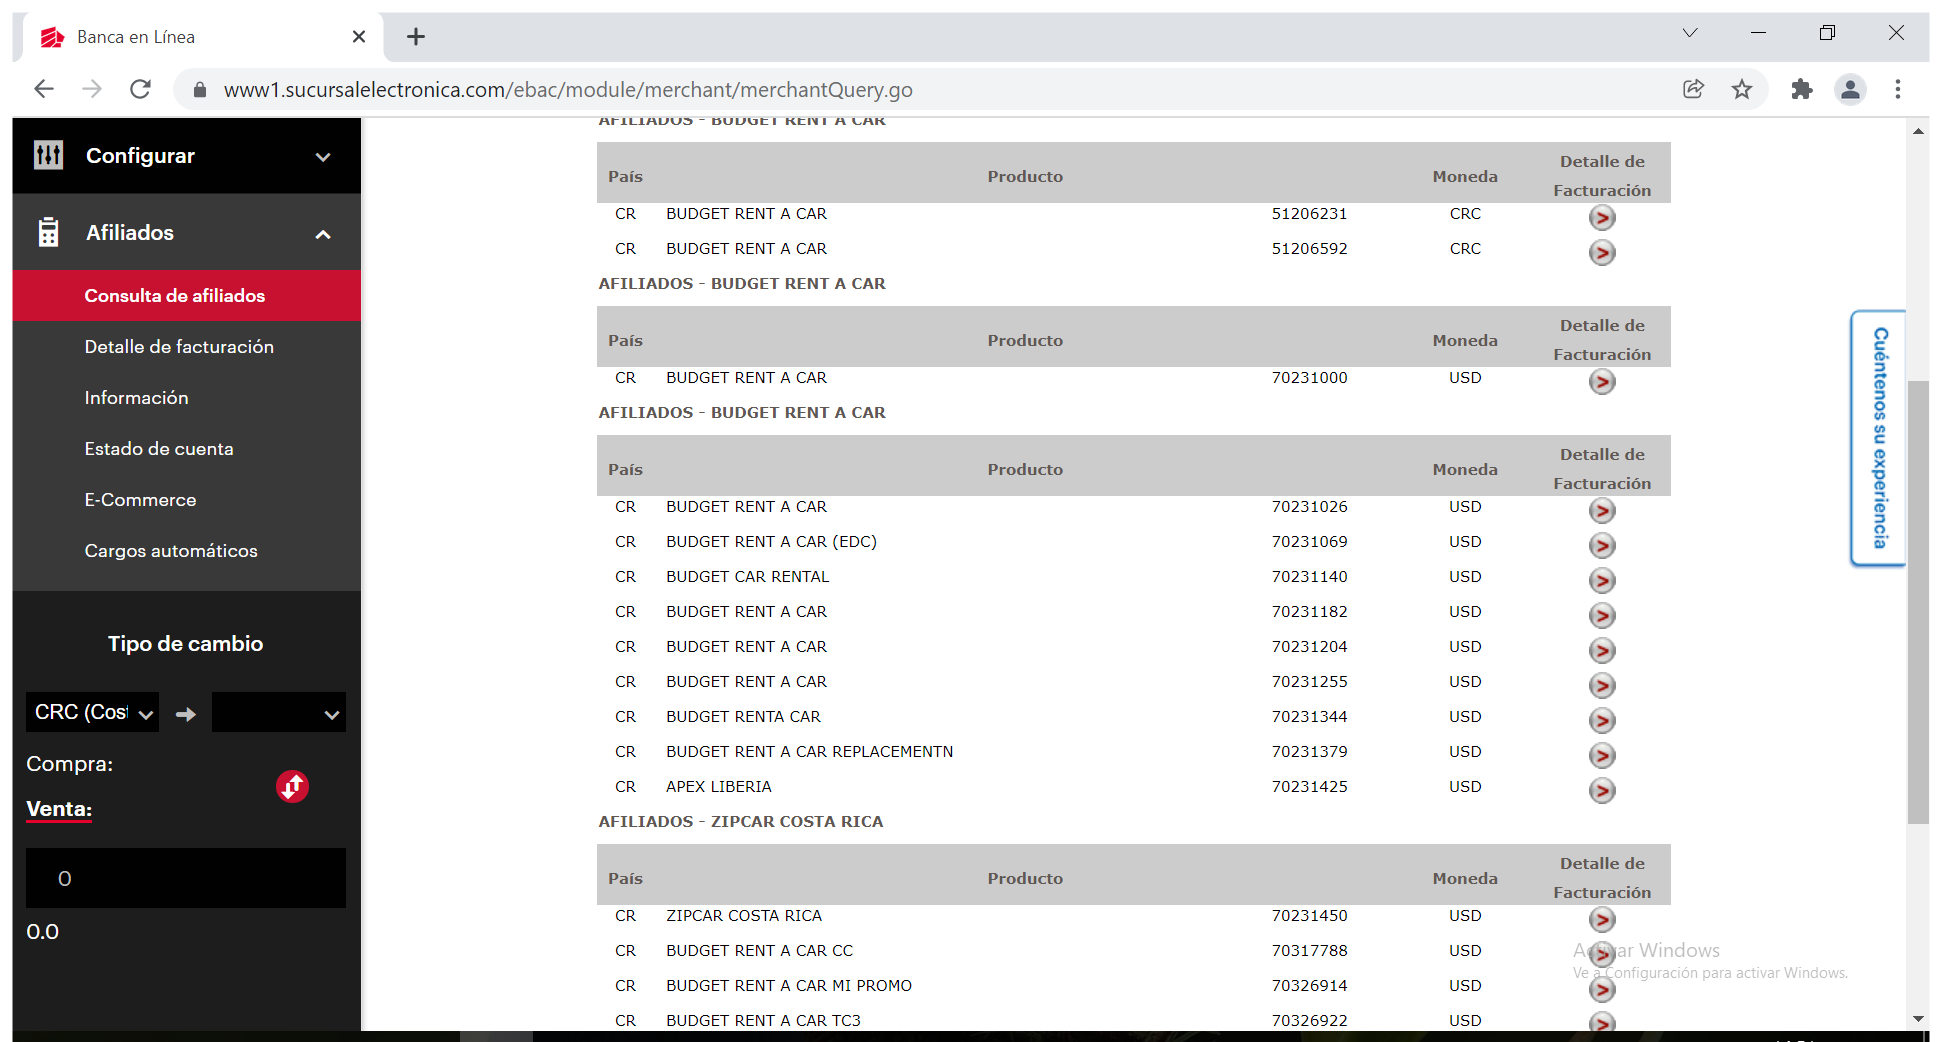 Banca en Línea
www1.sucursalelectronica.com/ebac/module/merchant/merchantQuery.go
Configurar
Afiliados
Consulta de afiliados
Detalle de facturación
Información
Estado de cuenta
E-Commerce
Cargos automáticos
Tipo de cambio
CRC (Cost
Compra:
Venta:
0
0.0
AFILIADOS - BUDGET RENT A CAR
País Producto Moneda Detalle de Facturación
CR BUDGET RENT A CAR 51206231 CRC
CR BUDGET RENT A CAR 51206592 CRC
AFILIADOS - BUDGET RENT A CAR
País Producto Moneda Detalle de Facturación
CR BUDGET RENT A CAR 70231000 USD
AFILIADOS - BUDGET RENT A CAR
País Producto Moneda Detalle de Facturación
CR BUDGET RENT A CAR 70231026 USD
CR BUDGET RENT A CAR (EDC) 70231069 USD
CR BUDGET CAR RENTAL 70231140 USD
CR BUDGET RENT A CAR 70231182 USD
CR BUDGET RENT A CAR 70231204 USD
CR BUDGET RENT A CAR 70231255 USD
CR BUDGET RENTA CAR 70231344 USD
CR BUDGET RENT A CAR REPLACEMENTN 70231379 USD
CR APEX LIBERIA 70231425 USD
AFILIADOS - ZIPCAR COSTA RICA
País Producto Moneda Detalle de Facturación
CR ZIPCAR COSTA RICA 70231450 USD
CR BUDGET RENT A CAR CC 70317788 USD
CR BUDGET RENT A CAR MI PROMO 70326914 USD
CR BUDGET RENT A CAR TC3 70326922 USD
Cuéntenos su experiencia
Activar Windows
Ve a Configuración para activar Windows.